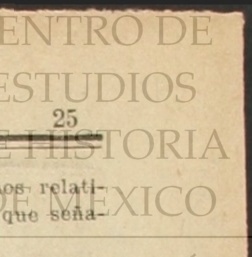 ENTRO DE
ESTUDIOS
25
E HISTORIA
os relati-
DE MEXICO
que seña-